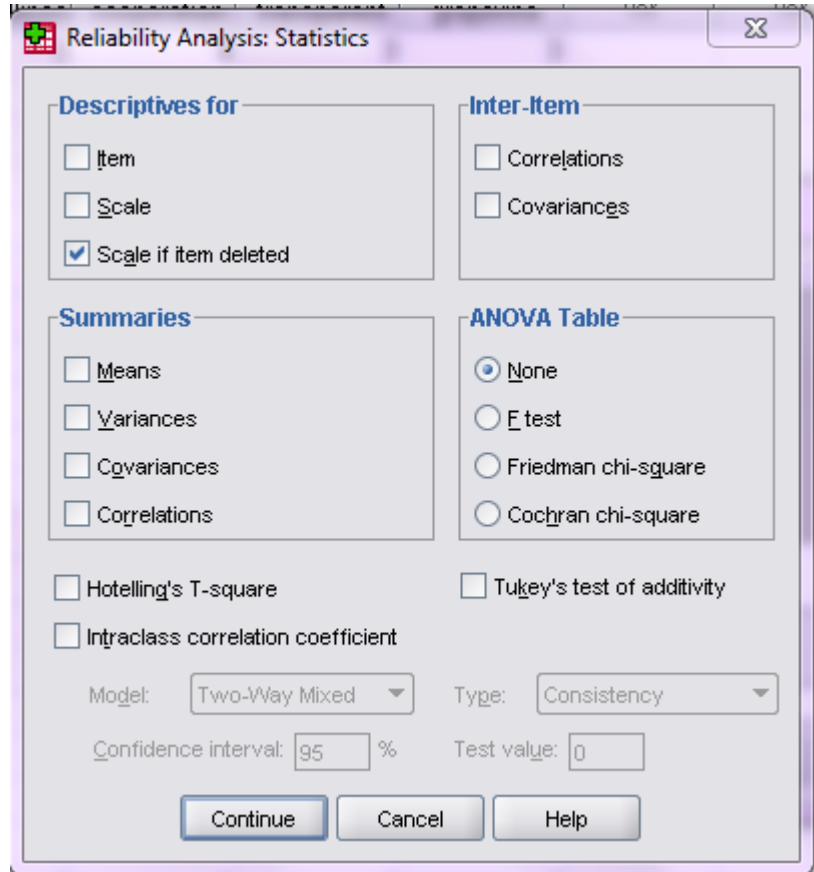 Reliability Analysis: Statistics
Descriptives for
Item
Scale
Scale if item deleted
Inter-Item
Correlations
Covariances
Summaries
Means
Variances
Covariances
Correlations
ANOVA Table
None
F test
Friedman chi-square
Cochran chi-square
Hotelling's T-square
Tukey's test of additivity
Intraclass correlation coefficient
Model: Two-Way Mixed Type: Consistency
Confidence interval: 95 % Test value: 0
Continue Cancel Help